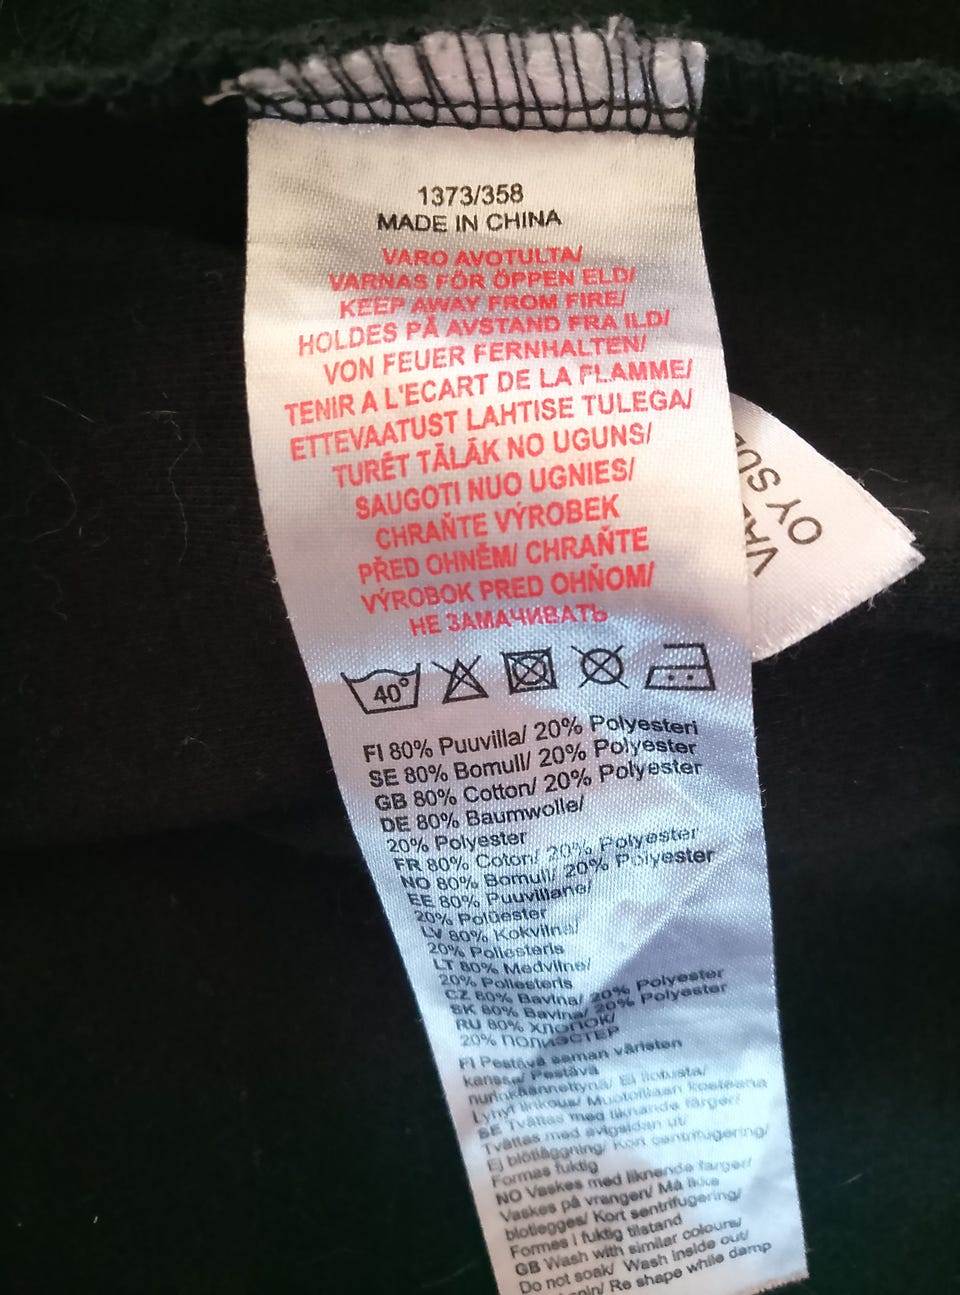 1373/358
MADE IN CHINA
VARO AVOTULTA/
VARNAS FÖR ÖPPEN ELD/
KEEP AWAY FROM FIRE/
HOLDES PÅ AVSTAND FRA ILD/
VON FEUER FERNHALTEN/
TENIR A L'ECART DE LA FLAMME/
ETTEVAATUST LAHTISE TULEGA/
TURĒT TĀLĀK NO UGUNS/
SAUGOTI NUO UGNIES/
CHRAŇTE VÝROBEK
PŘED OHNĚM/ CHRAŇTE
VÝROBOK PRED OHŇOM/
НЕ ЗАМАЧИВАТЬ
40°
FI 80% Puuvilla/ 20% Polyesteri
SE 80% Bomull/ 20% Polyester
GB 80% Cotton/ 20% Polyester
DE 80% Baumwolle/
20% Polyester
FR 80% Coton/ 20% Polyester
NO 80% Bomull/ 20% Polyester
EE 80% Puuvillane/
20% Polüester
LV 80% Kokvilna/
20% Poliesteris
LT 80% Medvilne/
20% Poliesteris
CZ 80% Bavlna/ 20% Polyester
SK 80% Bavlna/ 20% Polyester
RU 80% ХЛОПОК/
20% ПОЛИЭСТЕР
FI Pestävä saman väristen
kanssa/ Pestävä
nurinkäännettynä/ Ei liotusta/
Lyhyt linkous/ Muotoillaan kosteana
SE Tvättas med liknande färger/
Tvättas med avigsidan ut/
Ej blötläggning/ Kort centrifugering/
Formas fuktig
NO Vaskes med liknende farger/
Vaskes på vrangen/ Må ikke
bløtlegges/ Kort sentrifugering/
Formes i fuktig tilstand
GB Wash with similar colours/
Wash inside out/
Do not soak/
Re shape while damp
OY SU